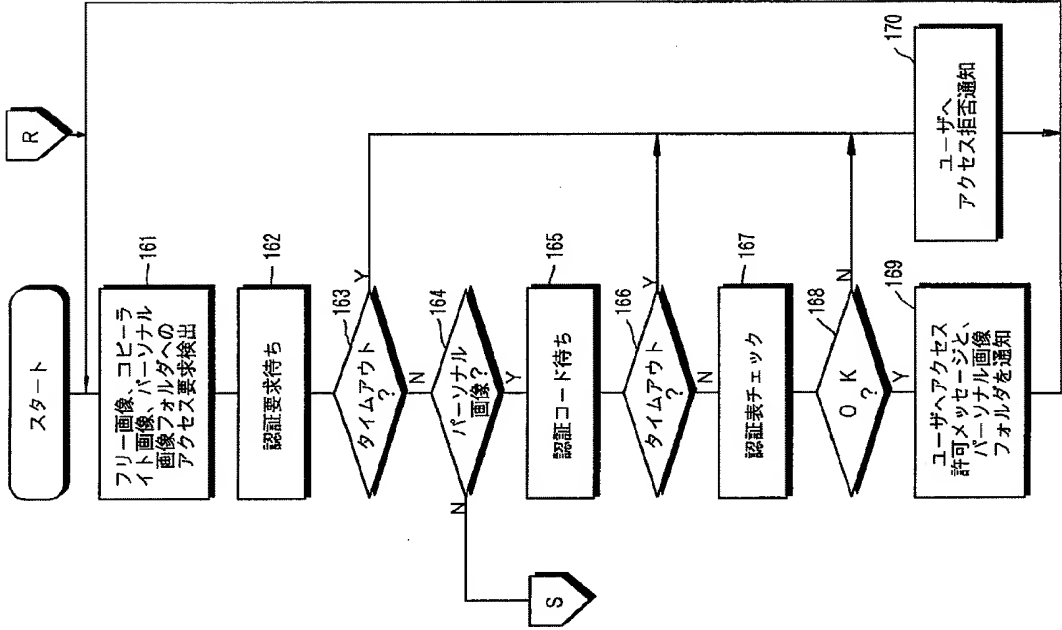 R
スタート
フリー画像、コピーラ
イト画像、パーソナル
画像フォルダへの
アクセス要求検出
161
認証要求待ち
162
タイムアウト
?
163
Y
N
パーソナル
画像?
164
N
Y
S
認証コード待ち
165
タイムアウト
?
166
Y
N
認証表チェック
167
O K
?
188
N
Y
ユーザへアクセス
許可メッセージと、
パーソナル画像
フォルダを通知
169
ユーザへ
アクセス拒否通知
170